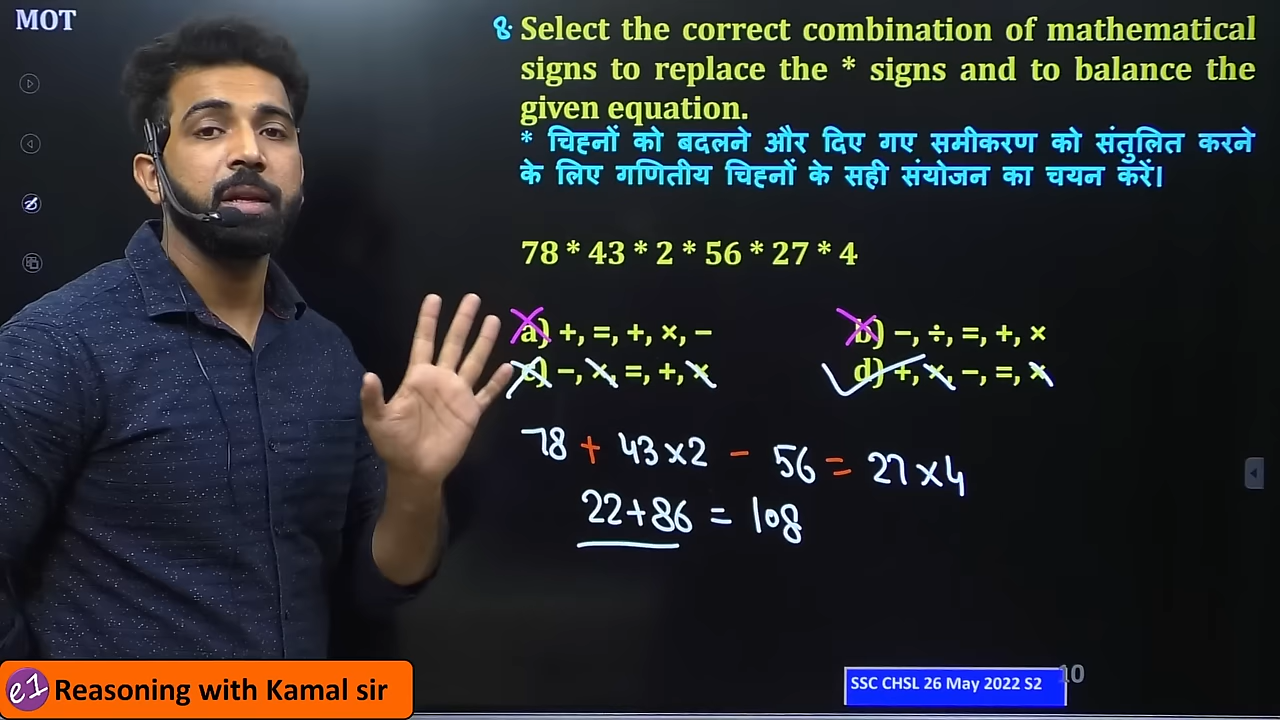 MOT
8. Select the correct combination of mathematical
signs to replace the * signs and to balance the
given equation.
* चिह्नों को बदलने और दिए गए समीकरण को संतुलित करने
के लिए गणितीय चिह्नों के सही संयोजन का चयन करें।
78 * 43 * 2 * 56 * 27 * 4
a) +, =, +, ×, −
b) −, ÷, =, +, ×
c) −, ×, =, +, ×
d) +, ×, −, =, ×
78 + 43 × 2 − 56 = 27 × 4
22 + 86 = 108
e1 Reasoning with Kamal sir
SSC CHSL 26 May 2022 S2
10